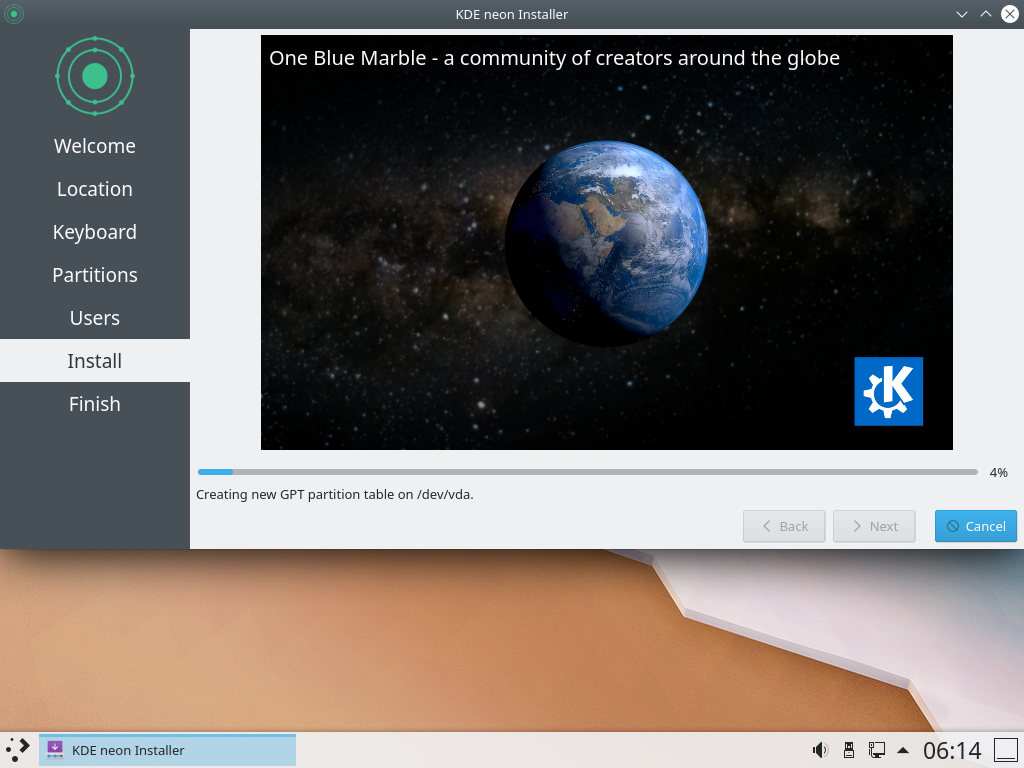 KDE neon Installer
One Blue Marble - a community of creators around the globe
Welcome
Location
Keyboard
Partitions
Users
Install
Finish
K
4%
Creating new GPT partition table on /dev/vda.
Back
Next
Cancel
KDE neon Installer
06:14